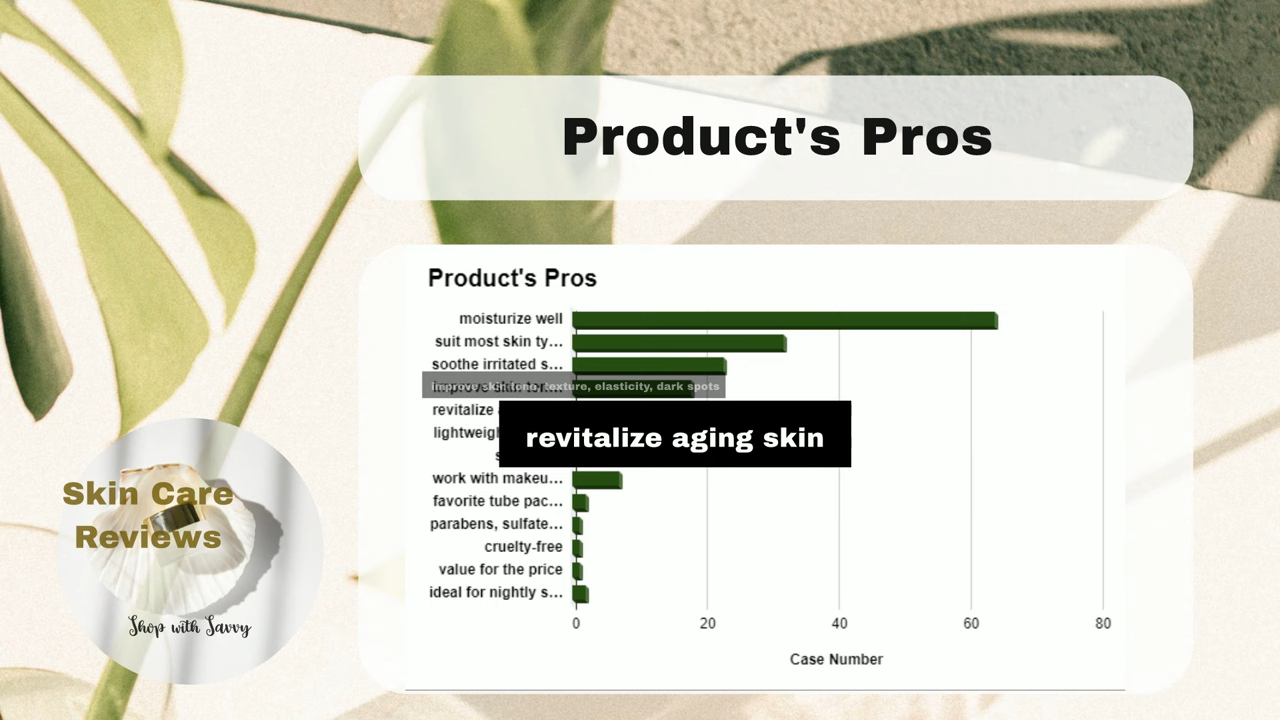 Product's Pros
Product's Pros
moisturize well
suit most skin ty...
soothe irritated s...
improve skin tone, texture, elasticity, dark spots
revitalize
revitalize aging skin
work with makeu...
favorite tube pac...
parabens, sulfate...
cruelty-free
value for the price
ideal for nightly s...
0 20 40 60 80
Case Number
Skin Care
Reviews
Shop with Savvy